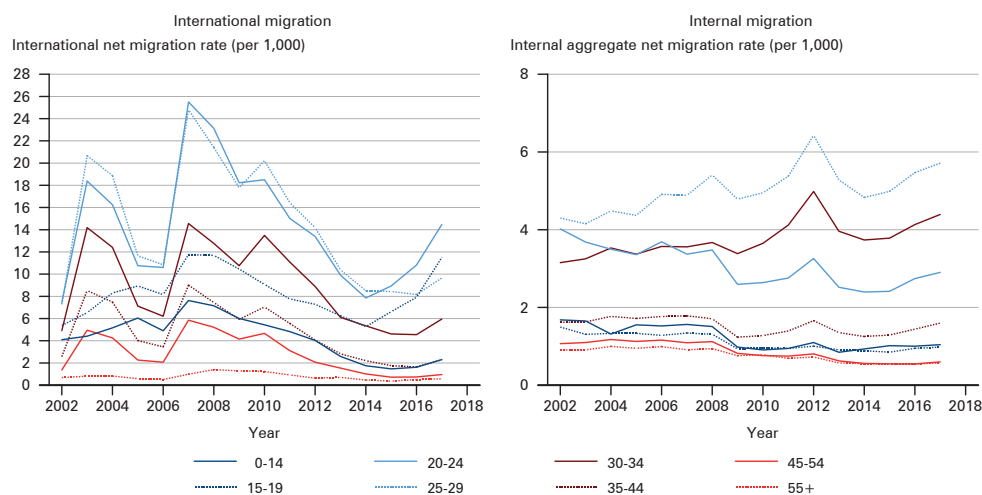 International migration
International net migration rate (per 1,000)
28
26
24
22
20
18
16
14
12
10
8
6
4
2
0
2002 2004 2006 2008 2010 2012 2014 2016 2018
Year
Internal migration
Internal aggregate net migration rate (per 1,000)
8
6
4
2
0
2002 2004 2006 2008 2010 2012 2014 2016 2018
Year
0-14 20-24 30-34 45-54
15-19 25-29 35-44 55+